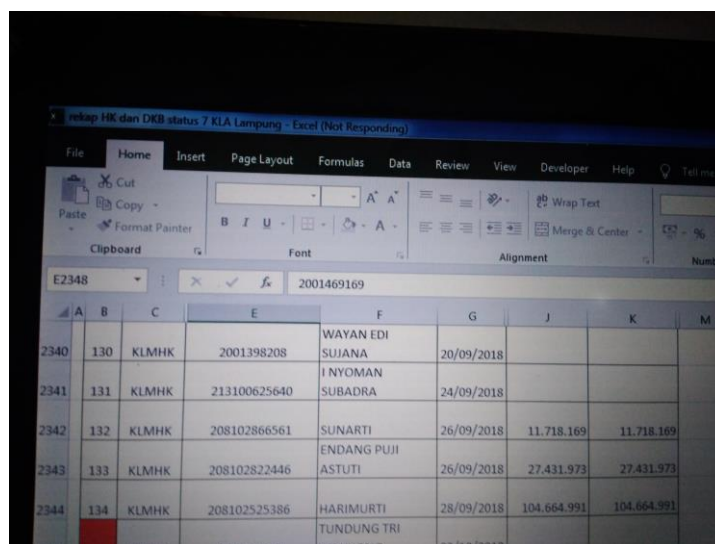 rekap HK dan DKB status 7 KLA Lampung - Excel (Not Responding)
File Home Insert Page Layout Formulas Data Review View Developer Help Tell me
Cut
Copy
Paste
Format Painter
B I U A
Wrap Text
Merge & Center
%
Clipboard Font Alignment Num
E2348 fx 2001469169
A B C E F G J K M
2340 130 KLMHK 2001398208 WAYAN EDI SUJANA 20/09/2018
2341 131 KLMHK 213100625640 I NYOMAN SUBADRA 24/09/2018
2342 132 KLMHK 208102866561 SUNARTI 26/09/2018 11.718.169 11.718.169
2343 133 KLMHK 208102822446 ENDANG PUJI ASTUTI 26/09/2018 27.431.973 27.431.973
2344 134 KLMHK 208102525386 HARIMURTI 28/09/2018 104.664.991 104.664.991
TUNDUNG TRI